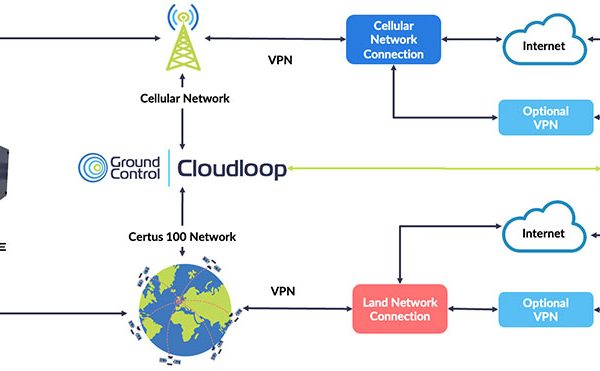 VPN
Cellular
Network
Connection
Internet
Cellular Network
Optional
VPN
Ground
Control
Cloudloop
Certus 100 Network
Internet
VPN
Land Network
Connection
Optional
VPN